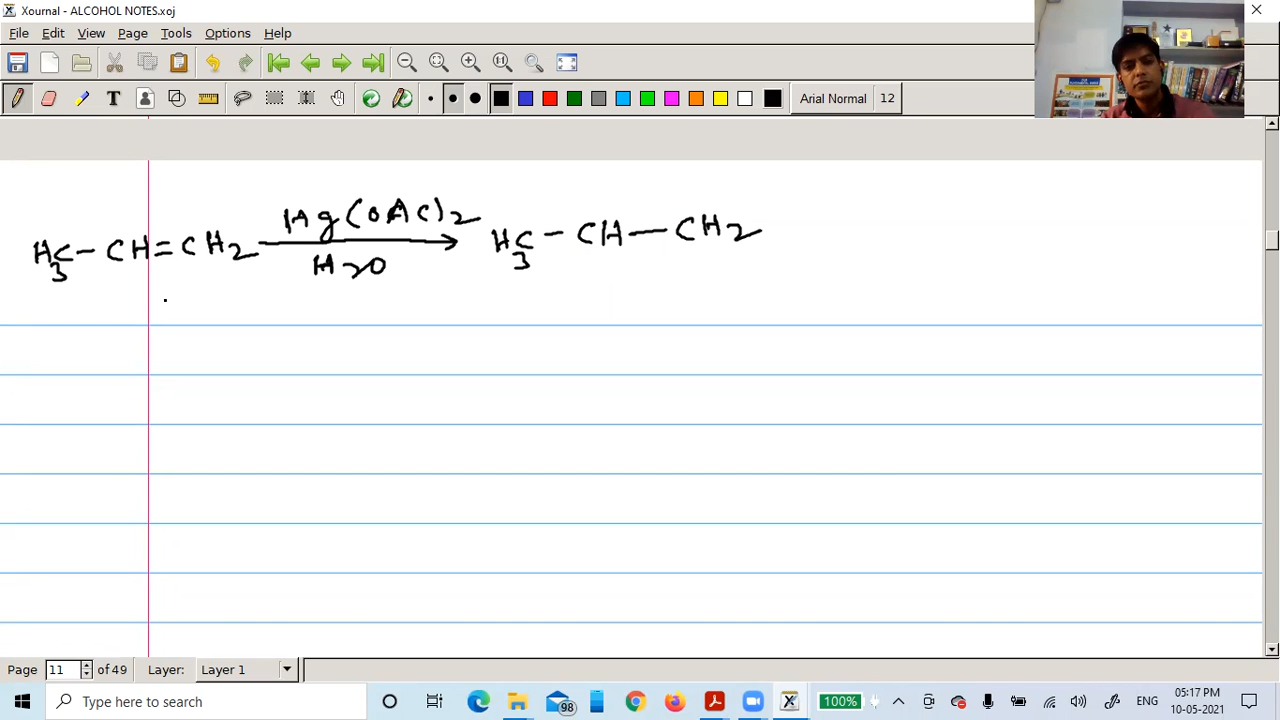 Xournal - ALCOHOL NOTES.xoj
File Edit View Page Tools Options Help
Arial Normal 12
Hg(OAc)2
H3C - CH = CH2 → H3C - CH - CH2
H2O
Page 11 of 49 Layer: Layer 1
Type here to search
98
100%
ENG
05:17 PM
10-05-2021